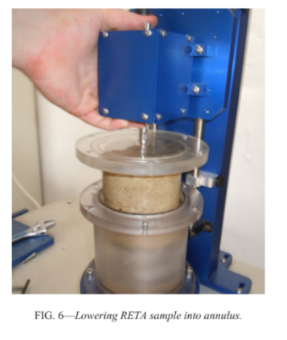 FIG. 6—Lowering RETA sample into annulus.